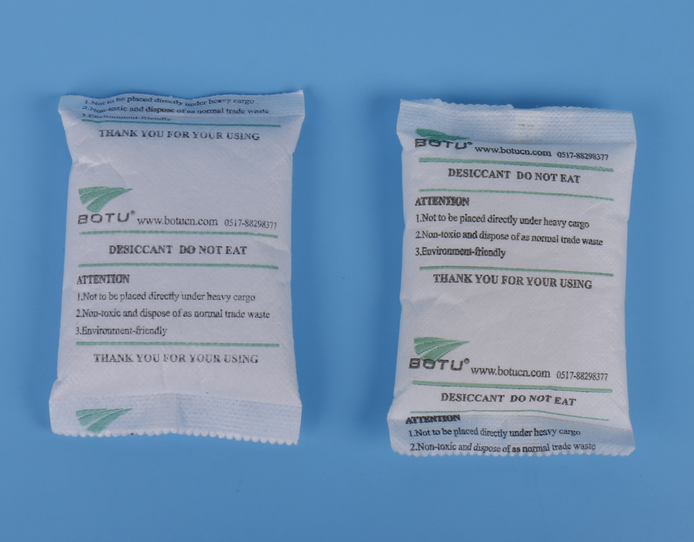 1.Not to be placed directly under heavy cargo
2.Non-toxic and dispose of as normal trade waste
3.Environment-friendly
THANK YOU FOR YOUR USING
BOTU® www.botucn.com 0517-88298377
DESICCANT DO NOT EAT
ATTENTION
1.Not to be placed directly under heavy cargo
2.Non-toxic and dispose of as normal trade waste
3.Environment-friendly
THANK YOU FOR YOUR USING
BOTU® www.botucn.com 0517-88298377
DESICCANT DO NOT EAT
ATTENTION
1.Not to be placed directly under heavy cargo
2.Non-toxic and dispose of as normal trade waste
3.Environment-friendly
THANK YOU FOR YOUR USING
BOTU® www.botucn.com 0517-88298377
DESICCANT DO NOT EAT
ATTENTION
1.Not to be placed directly under heavy cargo
2.Non-toxic and dispose of as normal trade waste